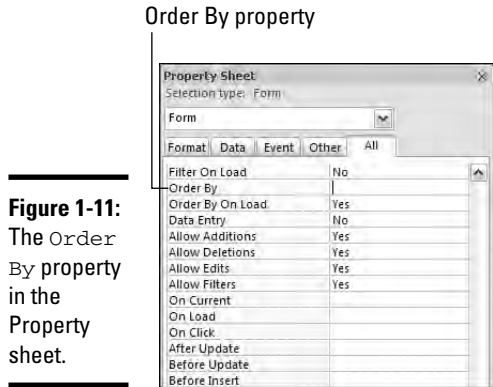 Order By property
Property Sheet
Selection type: Form
Form
Format Data Event Other All
Filter On Load No
Order By
Order By On Load Yes
Data Entry No
Allow Additions Yes
Allow Deletions Yes
Allow Edits Yes
Allow Filters Yes
On Current
On Load
On Click
After Update
Before Update
Before Insert
Figure 1-11:
The Order
By property
in the
Property
sheet.